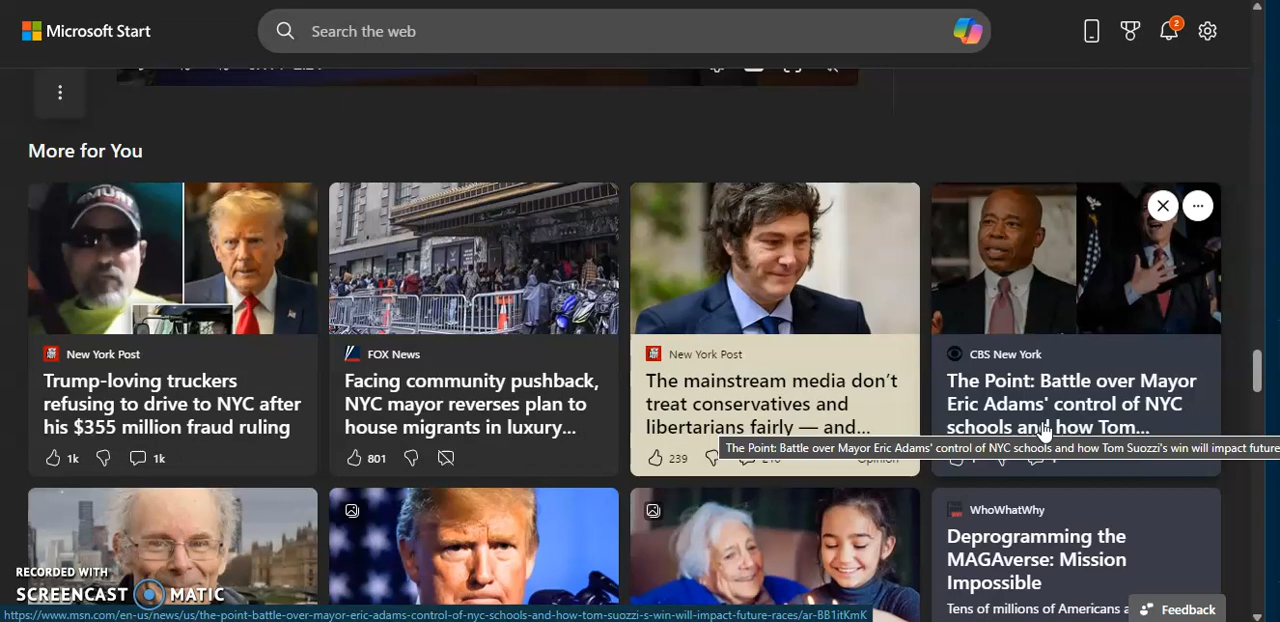 Microsoft Start
Search the web
2
More for You
New York Post
Trump-loving truckers
refusing to drive to NYC after
his $355 million fraud ruling
1k
1k
FOX News
Facing community pushback,
NYC mayor reverses plan to
house migrants in luxury...
801
New York Post
The mainstream media don't
treat conservatives and
libertarians fairly — and...
239
CBS New York
The Point: Battle over Mayor
Eric Adams' control of NYC
schools and how Tom...
The Point: Battle over Mayor Eric Adams' control of NYC schools and how Tom Suozzi's win will impact future
WhoWhatWhy
Deprogramming the
MAGAverse: Mission
Impossible
Tens of millions of Americans
Feedback
RECORDED WITH
SCREENCAST MATIC
https://www.msn.com/en-us/news/us/the-point-battle-over-mayor-eric-adams-control-of-nyc-schools-and-how-tom-suozzi-s-win-will-impact-future-races/ar-BB1itKmK